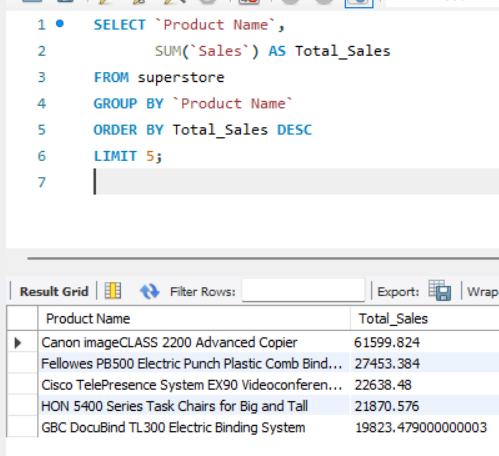 1 SELECT `Product Name`,
2 SUM(`Sales`) AS Total_Sales
3 FROM superstore
4 GROUP BY `Product Name`
5 ORDER BY Total_Sales DESC
6 LIMIT 5;
7
Result Grid Filter Rows: Export: Wrap
Product Name Total_Sales
Canon imageCLASS 2200 Advanced Copier 61599.824
Fellowes PB500 Electric Punch Plastic Comb Bind... 27453.384
Cisco TelePresence System EX90 Videoconferen... 22638.48
HON 5400 Series Task Chairs for Big and Tall 21870.576
GBC DocuBind TL300 Electric Binding System 19823.479000000003